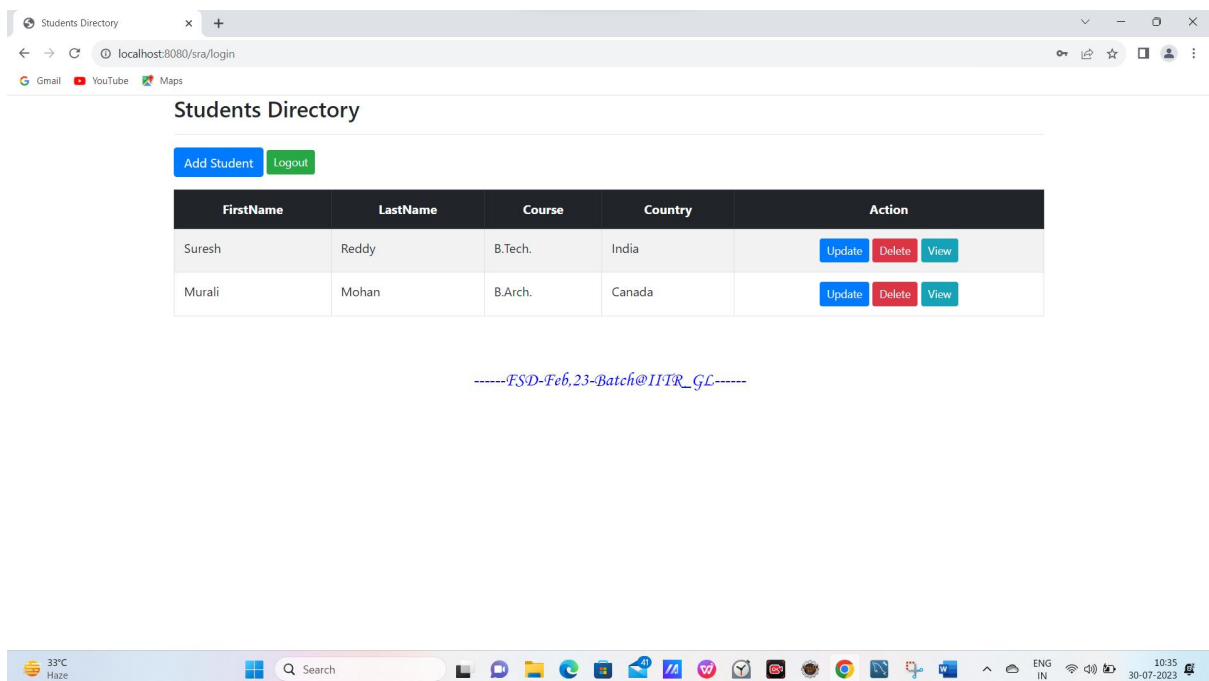 Students Directory
localhost:8080/sra/login
Gmail YouTube Maps
Students Directory
Add Student Logout
FirstName LastName Course Country Action
Suresh Reddy B.Tech. India Update Delete View
Murali Mohan B.Arch. Canada Update Delete View
------FSD-Feb,23-Batch@IITR_GL------
33°C
Haze
Search
41
ENG
IN
10:35
30-07-2023